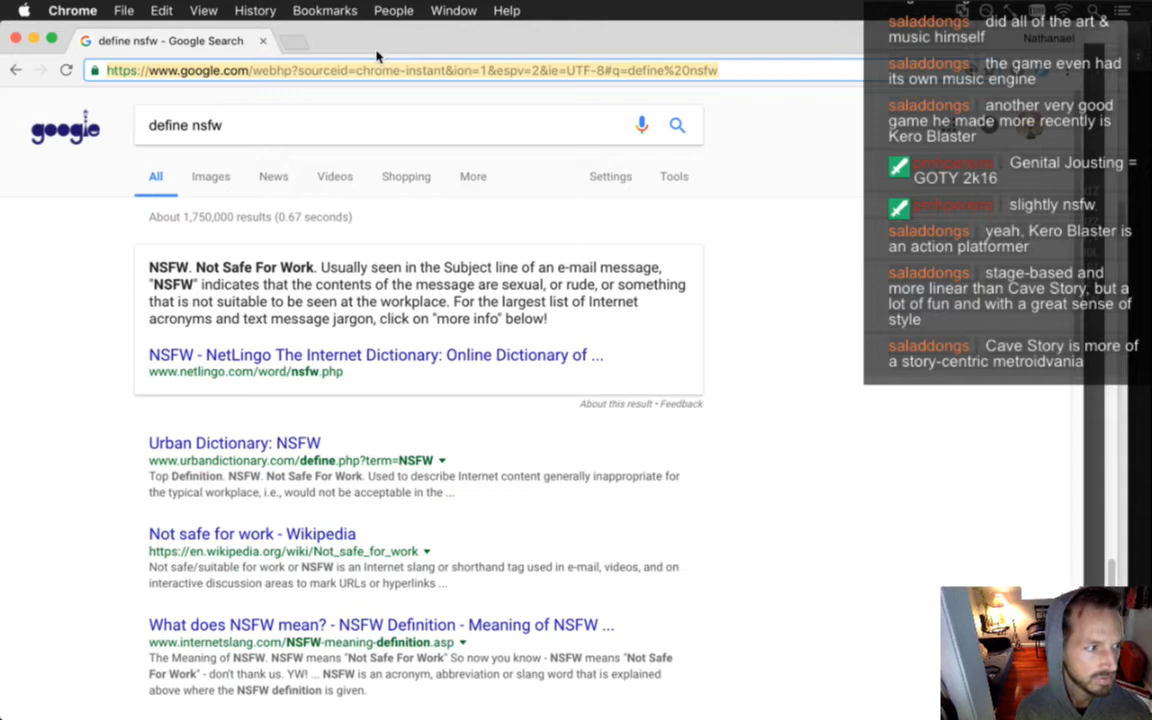 Chrome File Edit View History Bookmarks People Window Help
define nsfw - Google Search
Nathanael
https://www.google.com/webhp?sourceid=chrome-instant&ion=1&espv=2&ie=UTF-8#q=define%20nsfw
google
define nsfw
All Images News Videos Shopping More Settings Tools
About 1,750,000 results (0.67 seconds)
NSFW. Not Safe For Work. Usually seen in the Subject line of an e-mail message,
"NSFW" indicates that the contents of the message are sexual, or rude, or something
that is not suitable to be seen at the workplace. For the largest list of Internet
acronyms and text message jargon, click on "more info" below!
NSFW - NetLingo The Internet Dictionary: Online Dictionary of ...
www.netlingo.com/word/nsfw.php
About this result • Feedback
Urban Dictionary: NSFW
www.urbandictionary.com/define.php?term=NSFW
Top Definition. NSFW. Not Safe For Work. Used to describe Internet content generally inappropriate for
the typical workplace, i.e., would not be acceptable in the ...
Not safe for work - Wikipedia
https://en.wikipedia.org/wiki/Not_safe_for_work
Not safe/suitable for work or NSFW is an Internet slang or shorthand tag used in e-mail, videos, and on
interactive discussion areas to mark URLs or hyperlinks ...
What does NSFW mean? - NSFW Definition - Meaning of NSFW ...
www.internetslang.com/NSFW-meaning-definition.asp
The Meaning of NSFW. NSFW means "Not Safe For Work" So now you know - NSFW means "Not Safe
For Work" - don't thank us. YW! ... NSFW is an acronym, abbreviation or slang word that is explained
above where the NSFW definition is given.
saladdongs did all of the art &
music himself
saladdongs the game even had
its own music engine
saladdongs another very good
game he made more recently is
Kero Blaster
Genital Jousting =
GOTY 2k16
slightly nsfw
saladdongs yeah, Kero Blaster is
an action platformer
saladdongs stage-based and
more linear than Cave Story, but a
lot of fun and with a great sense of
style
saladdongs Cave Story is more of
a story-centric metroidvania